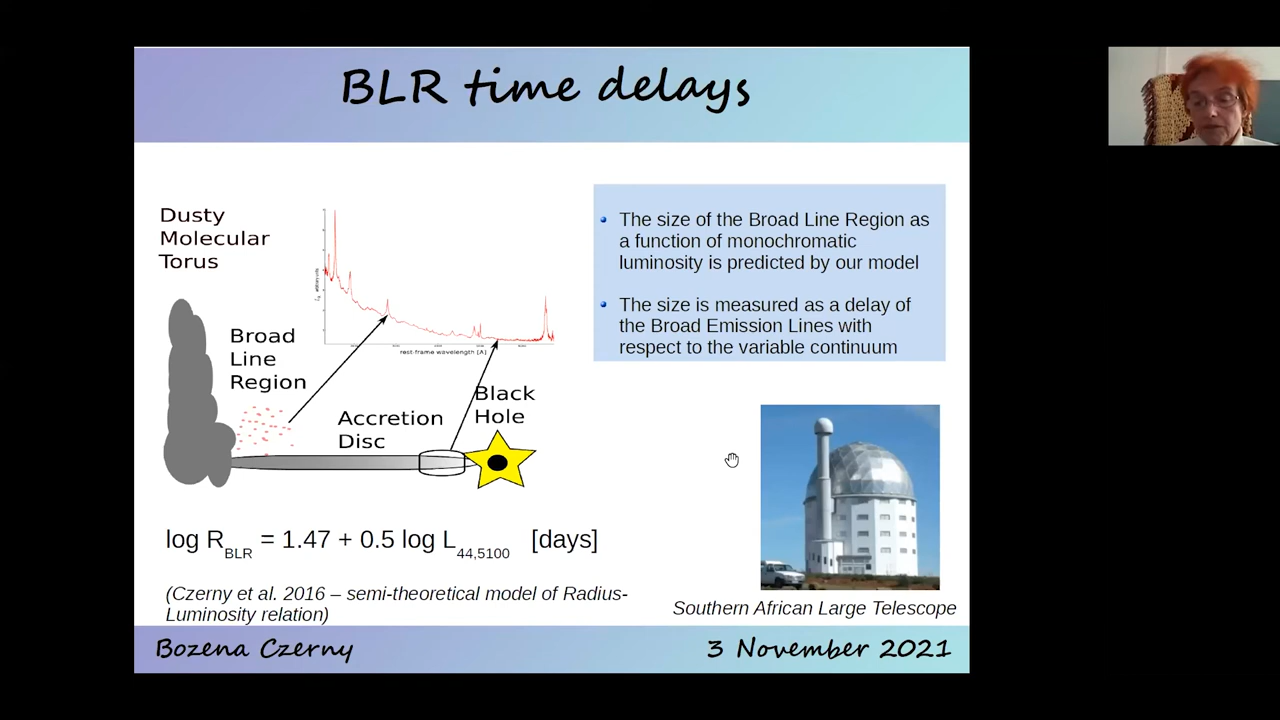 BLR time delays
Dusty
Molecular
Torus
Broad
Line
Region
rest-frame wavelength [A]
Accretion
Disc
Black
Hole
The size of the Broad Line Region as
a function of monochromatic
luminosity is predicted by our model
The size is measured as a delay of
the Broad Emission Lines with
respect to the variable continuum
log R BLR = 1.47 + 0.5 log L 44,5100 [days]
(Czerny et al. 2016 – semi-theoretical model of Radius-
Luminosity relation)
Southern African Large Telescope
Bozena Czerny
3 November 2021